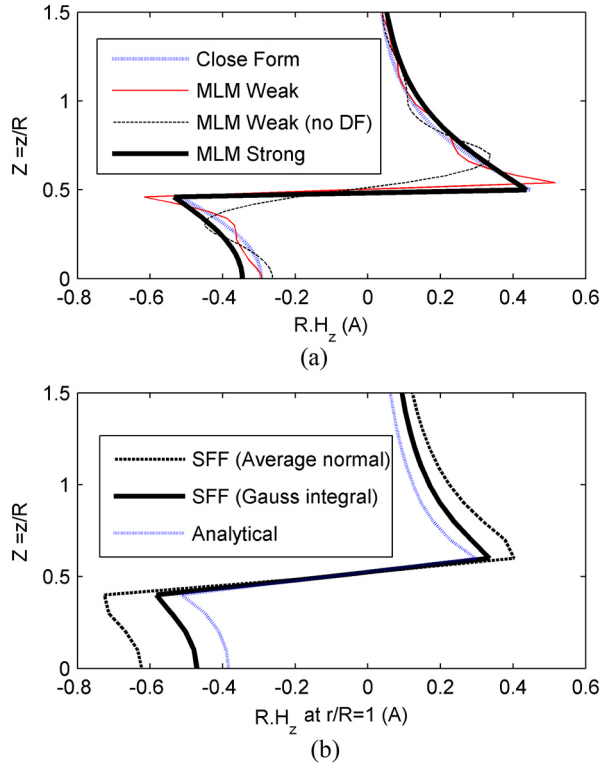 1.5
1
0.5
0
Z =z/R
Close Form
MLM Weak
MLM Weak (no DF)
MLM Strong
-0.8 -0.6 -0.4 -0.2 0 0.2 0.4 0.6
R.Hz (A)
(a)
1.5
1
0.5
0
Z =z/R
SFF (Average normal)
SFF (Gauss integral)
Analytical
-0.8 -0.6 -0.4 -0.2 0 0.2 0.4 0.6
R.Hz at r/R=1 (A)
(b)